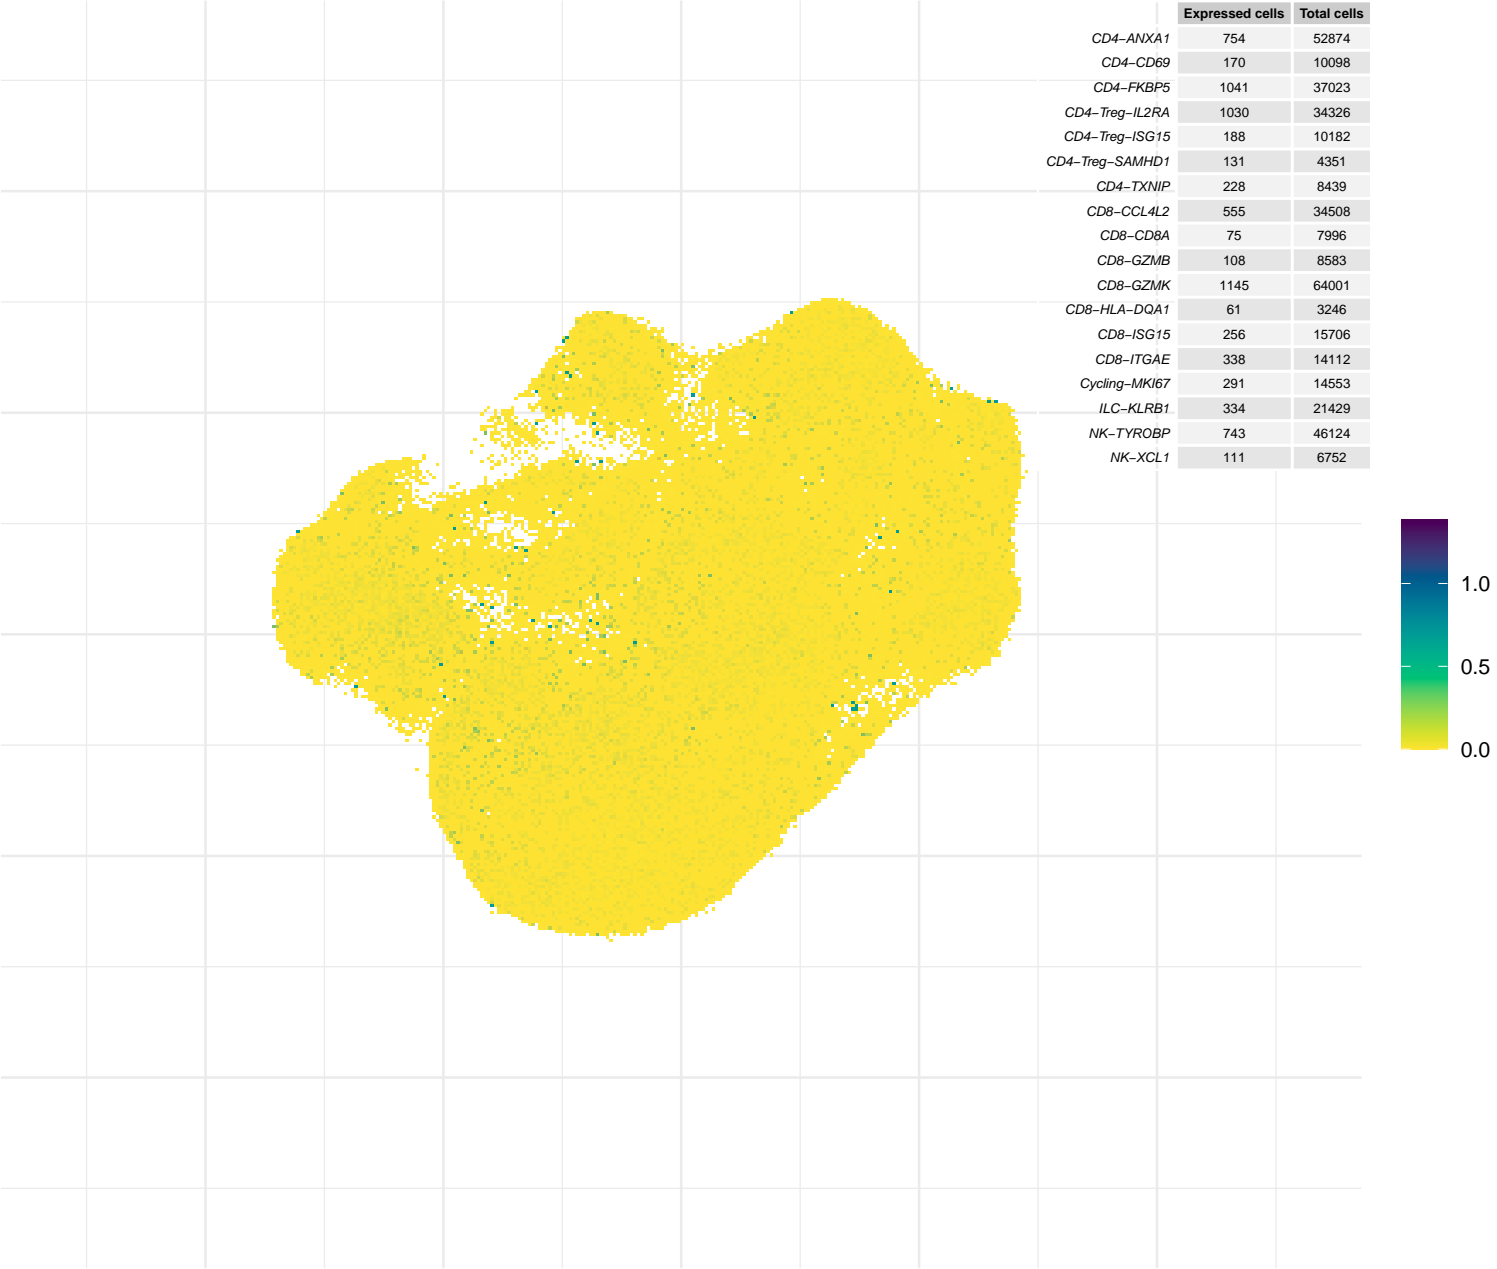 Expressed cells Total cells
CD4−ANXA1 754 52874
CD4−CD69 170 10098
CD4−FKBP5 1041 37023
CD4−Treg−IL2RA 1030 34326
CD4−Treg−ISG15 188 10182
CD4−Treg−SAMHD1 131 4351
CD4−TXNIP 228 8439
CD8−CCL4L2 555 34508
CD8−CD8A 75 7996
CD8−GZMB 108 8583
CD8−GZMK 1145 64001
CD8−HLA−DQA1 61 3246
CD8−ISG15 256 15706
CD8−ITGAE 338 14112
Cycling−MKI67 291 14553
ILC−KLRB1 334 21429
NK−TYROBP 743 46124
NK−XCL1 111 6752
1.0
0.5
0.0